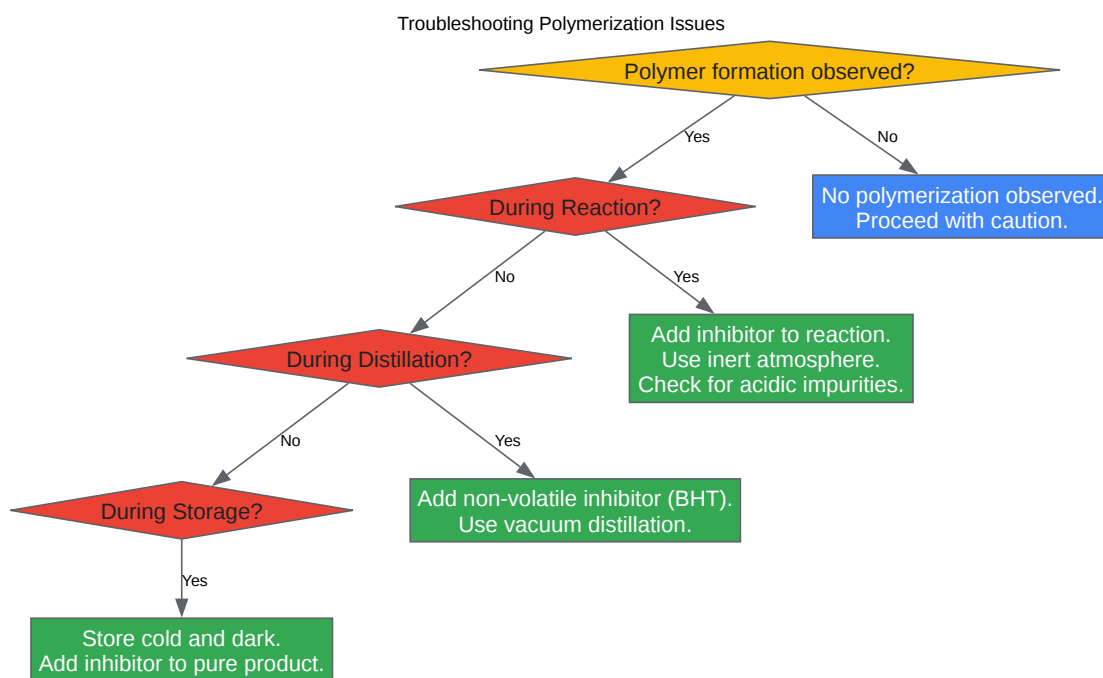 Troubleshooting Polymerization Issues
Polymer formation observed?
Yes
No
During Reaction?
No polymerization observed.
Proceed with caution.
No
Yes
During Distillation?
Add inhibitor to reaction.
Use inert atmosphere.
Check for acidic impurities.
No
Yes
During Storage?
Add non-volatile inhibitor (BHT).
Use vacuum distillation.
Yes
Store cold and dark.
Add inhibitor to pure product.